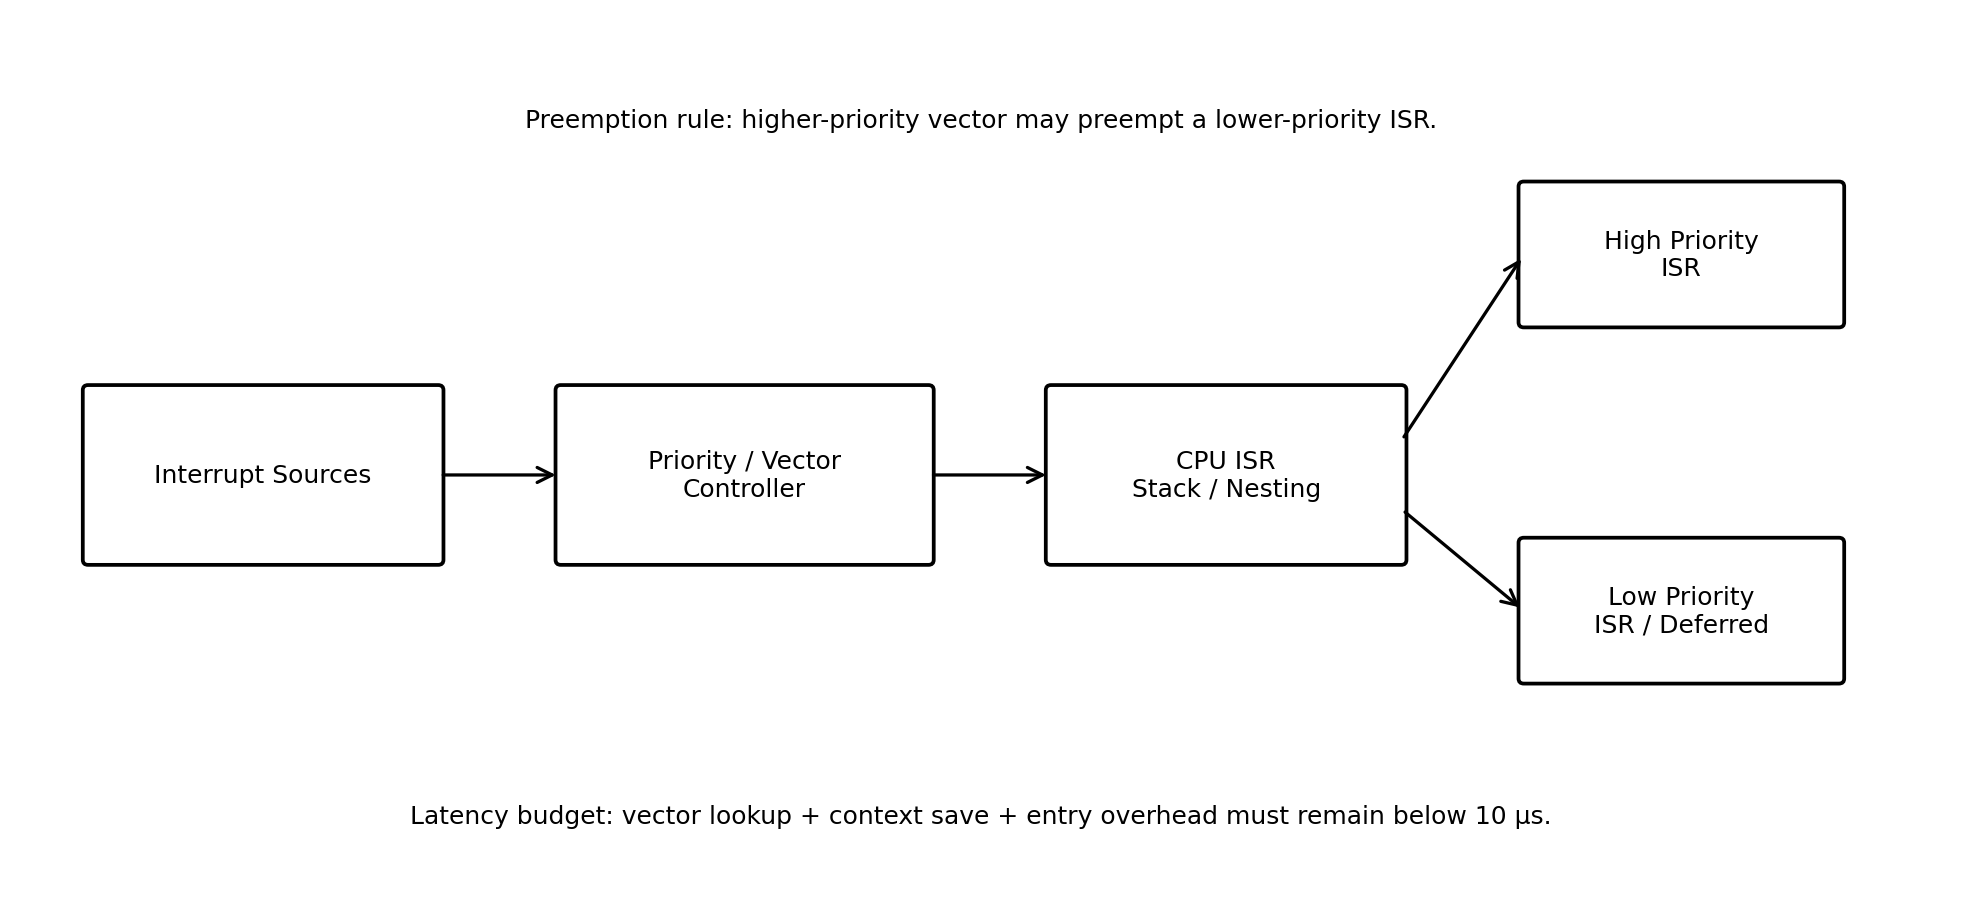 Preemption rule: higher-priority vector may preempt a lower-priority ISR.
High Priority
ISR
Interrupt Sources
Priority / Vector
Controller
CPU ISR
Stack / Nesting
Low Priority
ISR / Deferred
Latency budget: vector lookup + context save + entry overhead must remain below 10 µs.